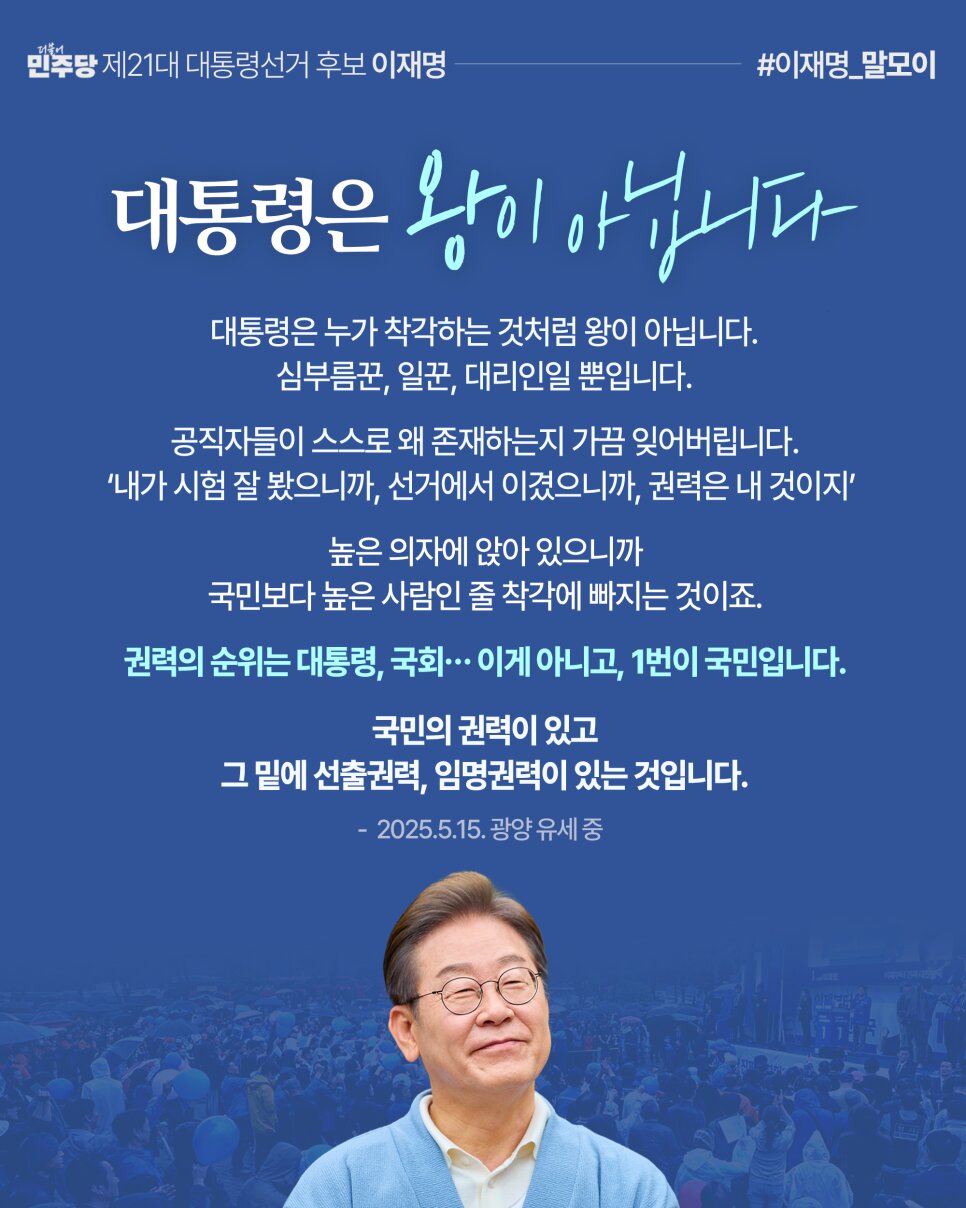 더불어
민주당 제21대 대통령선거 후보 이재명 #이재명_말모이
대통령은 왕이 아닙니다
대통령은 누가 착각하는 것처럼 왕이 아닙니다.
심부름꾼, 일꾼, 대리인일 뿐입니다.
공직자들이 스스로 왜 존재하는지 가끔 잊어버립니다.
‘내가 시험 잘 봤으니까, 선거에서 이겼으니까, 권력은 내 것이지’
높은 의자에 앉아 있으니까
국민보다 높은 사람인 줄 착각에 빠지는 것이죠.
권력의 순위는 대통령, 국회… 이게 아니고, 1번이 국민입니다.
국민의 권력이 있고
그 밑에 선출권력, 임명권력이 있는 것입니다.
- 2025.5.15. 광양 유세 중